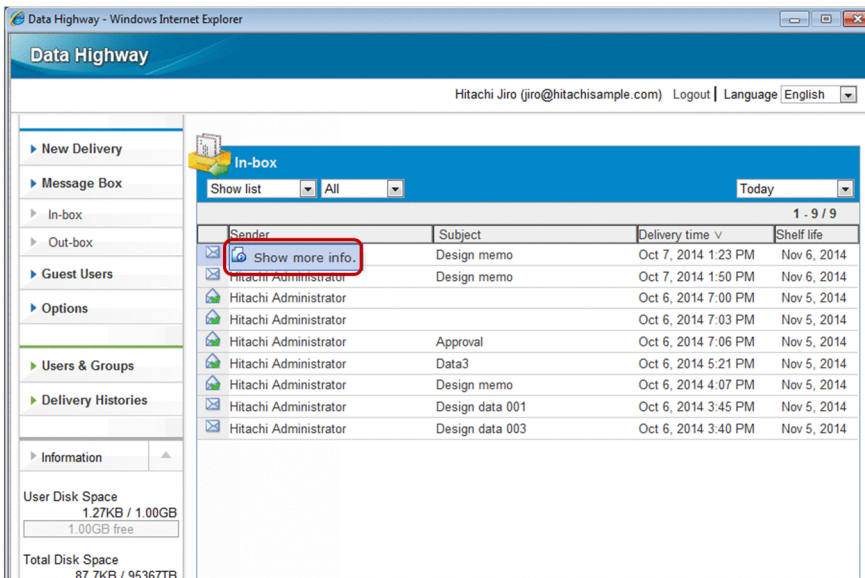 Data Highway - Windows Internet Explorer
Data Highway
Hitachi Jiro (jiro@hitachisample.com) Logout | Language English
New Delivery
Message Box
In-box
Out-box
Guest Users
Options
Users & Groups
Delivery Histories
Information
User Disk Space
1.27KB / 1.00GB
1.00GB free
Total Disk Space
87.7KB / 95367TB
In-box
Show list All Today
1 - 9 / 9
Sender Subject Delivery time Shelf life
Show more info. Design memo Oct 7, 2014 1:23 PM Nov 6, 2014
Hitachi Administrator Design memo Oct 7, 2014 1:50 PM Nov 6, 2014
Hitachi Administrator Oct 6, 2014 7:00 PM Nov 5, 2014
Hitachi Administrator Oct 6, 2014 7:03 PM Nov 5, 2014
Hitachi Administrator Approval Oct 6, 2014 7:06 PM Nov 5, 2014
Hitachi Administrator Data3 Oct 6, 2014 5:21 PM Nov 5, 2014
Hitachi Administrator Design memo Oct 6, 2014 4:07 PM Nov 5, 2014
Hitachi Administrator Design data 001 Oct 6, 2014 3:45 PM Nov 5, 2014
Hitachi Administrator Design data 003 Oct 6, 2014 3:40 PM Nov 5, 2014